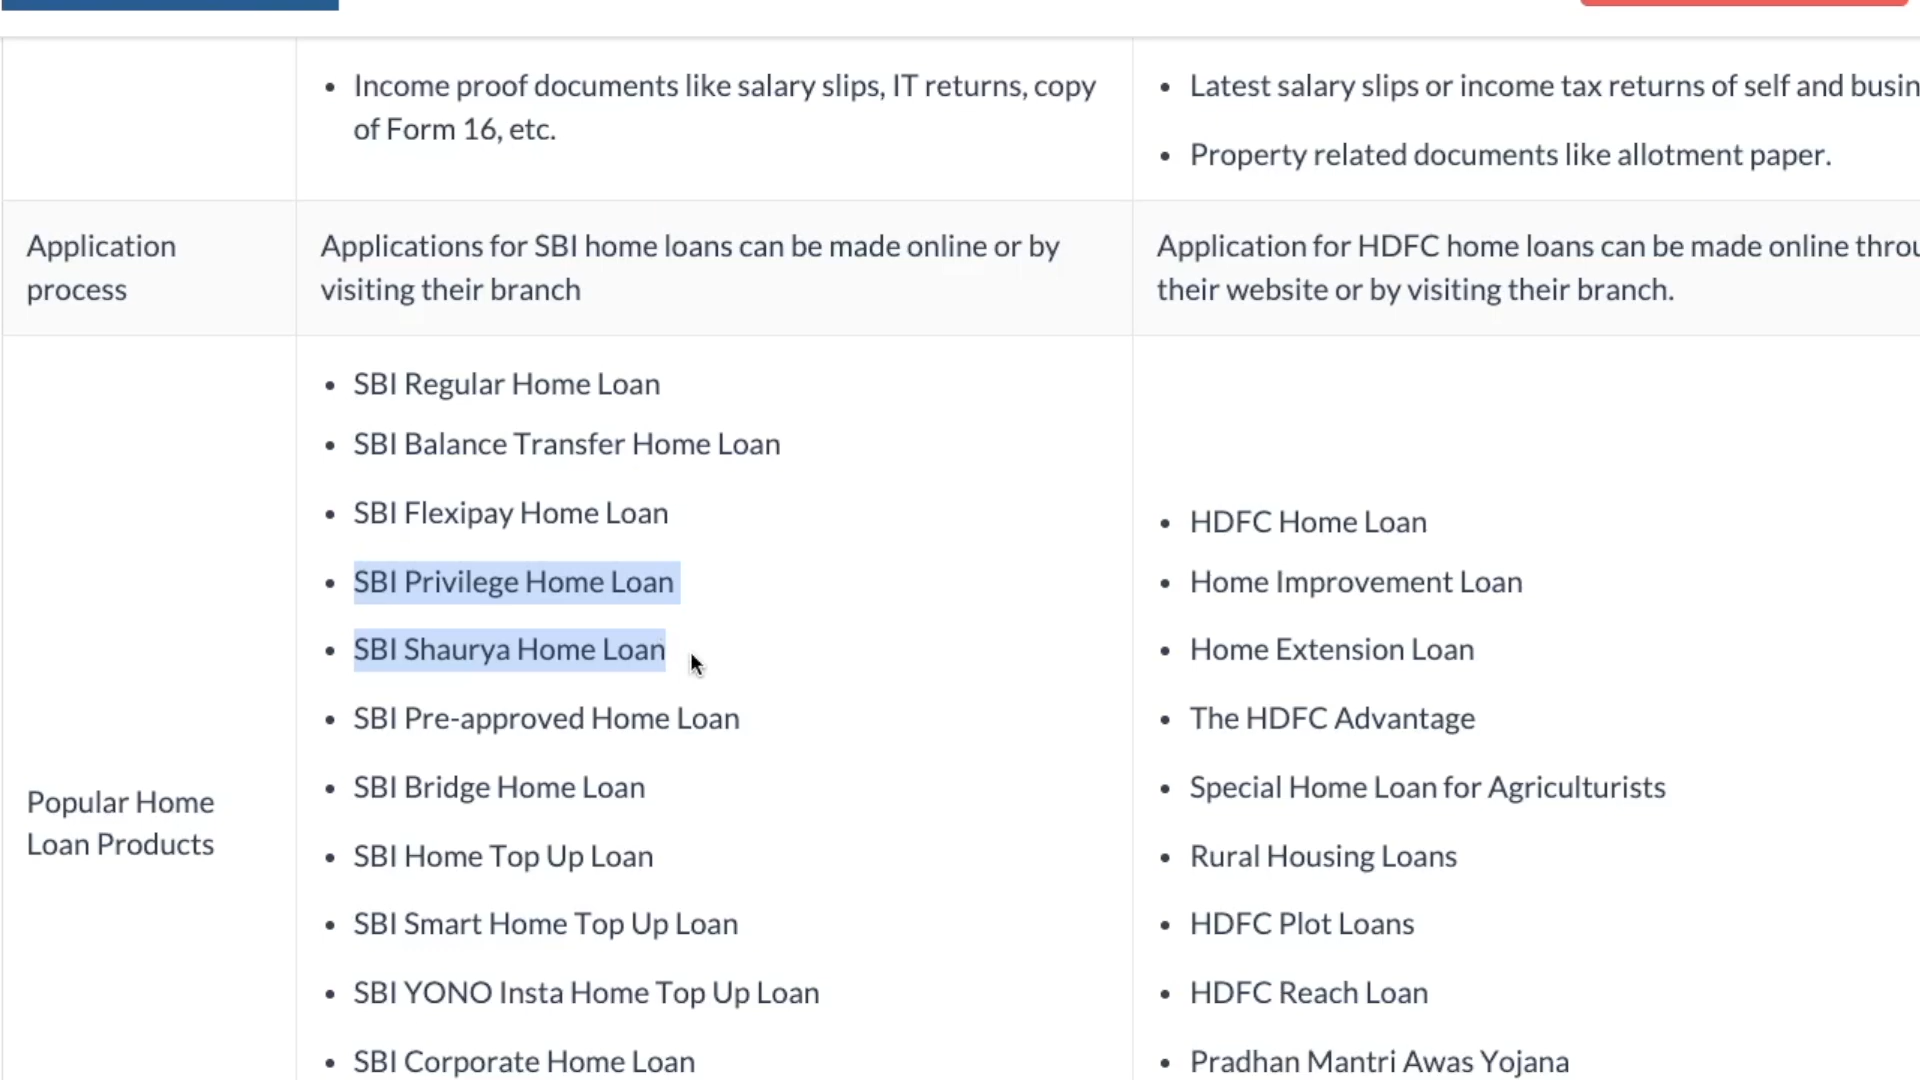 Income proof documents like salary slips, IT returns, copy
of Form 16, etc.
Latest salary slips or income tax returns of self and
Property related documents like allotment paper.
Application
process
Applications for SBI home loans can be made online or by
visiting their branch
Application for HDFC home loans can be made online
their website or by visiting their branch.
Popular Home
Loan Products
SBI Regular Home Loan
SBI Balance Transfer Home Loan
SBI Flexipay Home Loan
SBI Privilege Home Loan
SBI Shaurya Home Loan
SBI Pre-approved Home Loan
SBI Bridge Home Loan
SBI Home Top Up Loan
SBI Smart Home Top Up Loan
SBI YONO Insta Home Top Up Loan
SBI Corporate Home Loan
HDFC Home Loan
Home Improvement Loan
Home Extension Loan
The HDFC Advantage
Special Home Loan for Agriculturists
Rural Housing Loans
HDFC Plot Loans
HDFC Reach Loan
Pradhan Mantri Awas Yojana